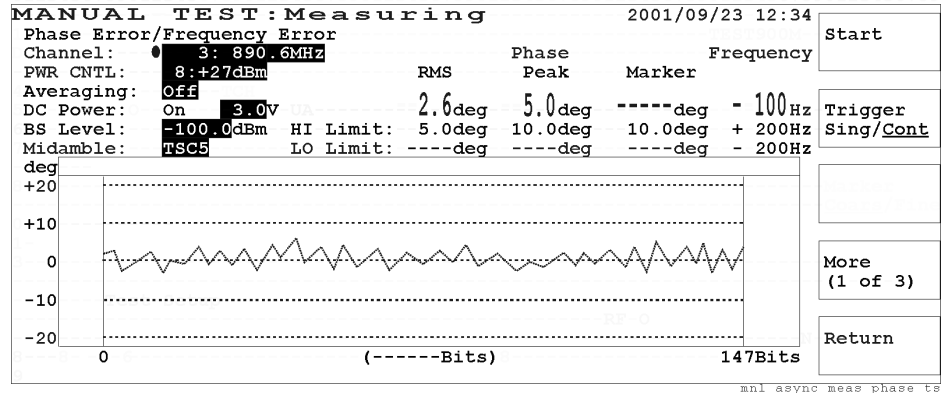 MANUAL TEST:Measuring 2001/09/23 12:34
Phase Error/Frequency Error
Channel: 3: 890.6MHz Phase Frequency
PWR CNTL: 8:+27dBm RMS Peak Marker
Averaging: Off
DC Power: On 3.0V 2.6deg 5.0deg -----deg - 100Hz
BS Level: -100.0dBm HI Limit: 5.0deg 10.0deg 10.0deg + 200Hz
Midamble: TSC5 LO Limit: ----deg ----deg ----deg - 200Hz
deg
+20
+10
0
-10
-20
0 (------Bits) 147Bits
Start
Trigger
Sing/Cont
More
(1 of 3)
Return
mnl async meas phase ts